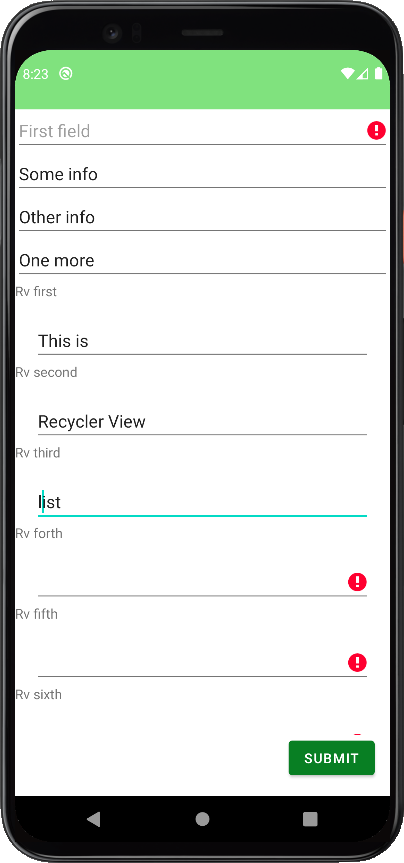 8:23
First field
Some info
Other info
One more
Rv first
This is
Rv second
Recycler View
Rv third
list
Rv forth
Rv fifth
Rv sixth
SUBMIT